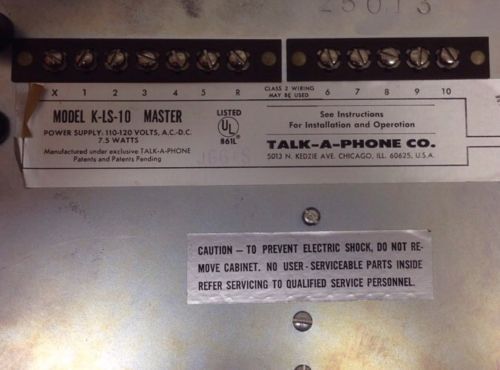 25013
X 1 2 3 4 5 R
CLASS 2 WIRING
MAY BE USED
6 7 8 9 10
MODEL K-LS-10 MASTER
POWER SUPPLY: 110-120 VOLTS, A.C.-D.C.
7.5 WATTS
Manufactured under exclusive TALK-A-PHONE
Patents and Patents Pending
LISTED
UL
861L
See Instructions
For Installation and Operation
TALK-A-PHONE CO.
5013 N. KEDZIE AVE. CHICAGO, ILL. 60625, U.S.A.
CAUTION — TO PREVENT ELECTRIC SHOCK, DO NOT RE-
MOVE CABINET. NO USER-SERVICEABLE PARTS INSIDE
REFER SERVICING TO QUALIFIED SERVICE PERSONNEL.